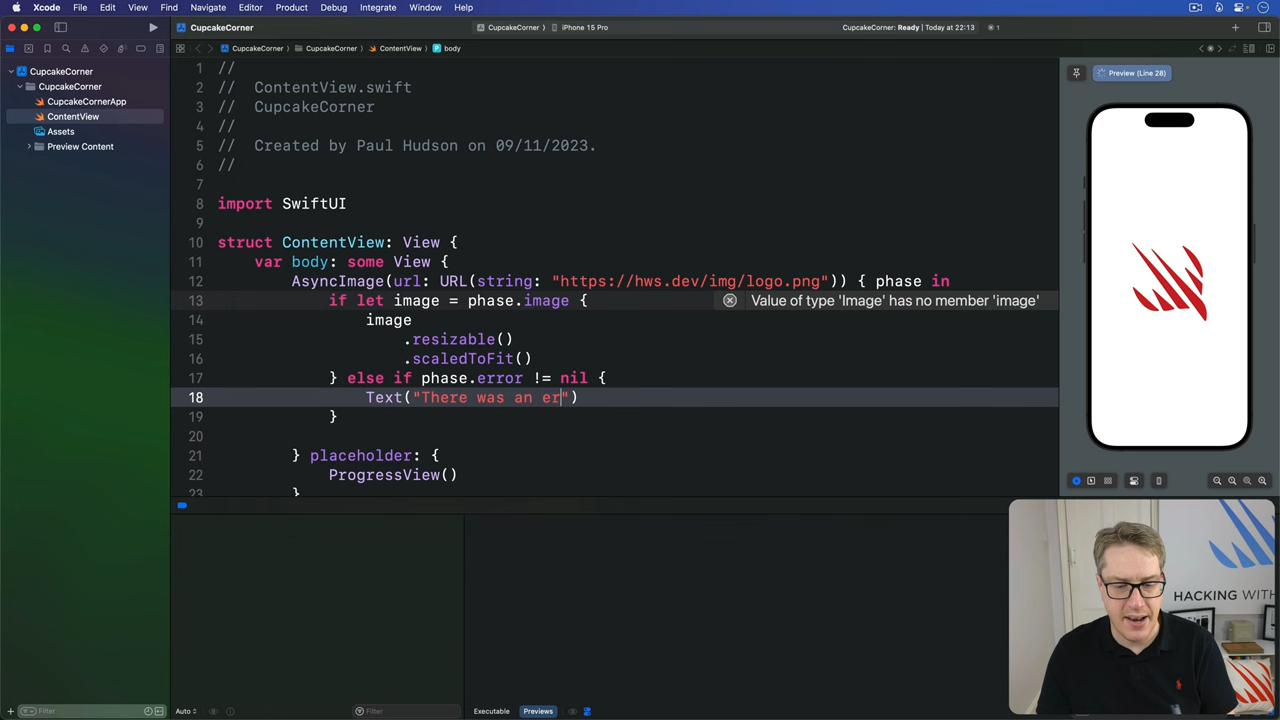 Xcode File Edit View Find Navigate Editor Product Debug Integrate Window Help
CupcakeCorner
CupcakeCorner
iPhone 15 Pro
CupcakeCorner: Ready | Today at 22:13
1
CupcakeCorner
CupcakeCorner
ContentView
body
CupcakeCorner
CupcakeCorner
CupcakeCornerApp
ContentView
Assets
Preview Content
Preview (Line 28)
1 //
2 // ContentView.swift
3 // CupcakeCorner
4 //
5 // Created by Paul Hudson on 09/11/2023.
6 //
7
8 import SwiftUI
9
10 struct ContentView: View {
11 var body: some View {
12 AsyncImage(url: URL(string: "https://hws.dev/img/logo.png")) { phase in
13 if let image = phase.image { Value of type 'Image' has no member 'image'
14 image
15 .resizable()
16 .scaledToFit()
17 } else if phase.error != nil {
18 Text("There was an er")
19 }
20
21 } placeholder: {
22 ProgressView()
23 }
HACKING WITH
Filter
Auto
Filter
Executable
Previews